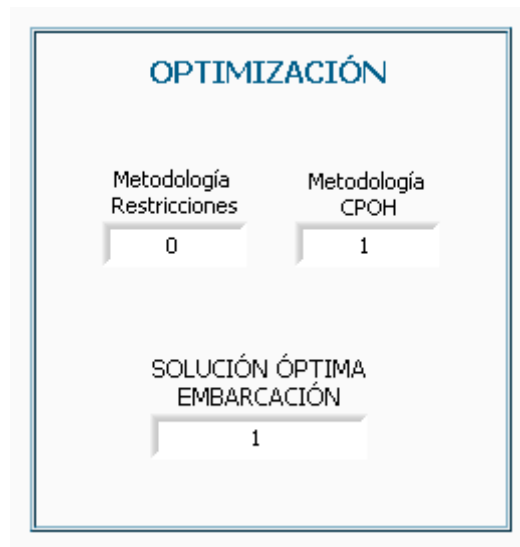 OPTIMIZACIÓN
Metodología
Restricciones
0
Metodología
CPOH
1
SOLUCIÓN ÓPTIMA
EMBARCACIÓN
1